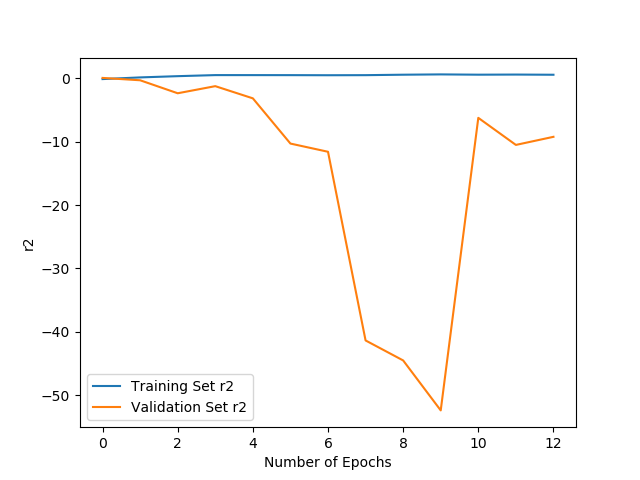 0
−10
−20
−30
−40
−50
r2
Training Set r2
Validation Set r2
0 2 4 6 8 10 12
Number of Epochs